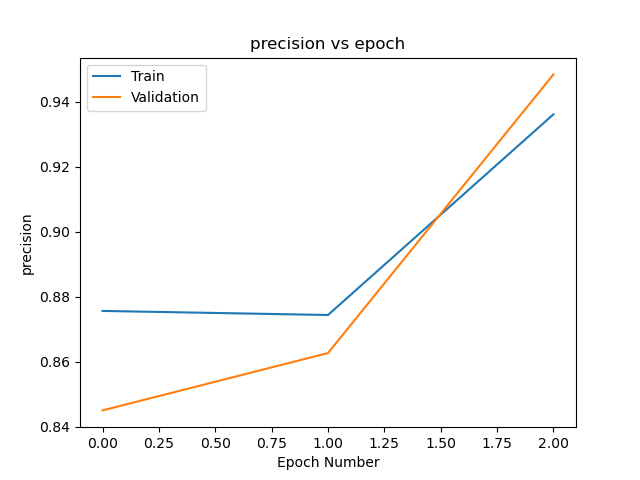 precision vs epoch
Train
Validation
0.94
0.92
0.90
0.88
0.86
0.84
precision
0.00 0.25 0.50 0.75 1.00 1.25 1.50 1.75 2.00
Epoch Number